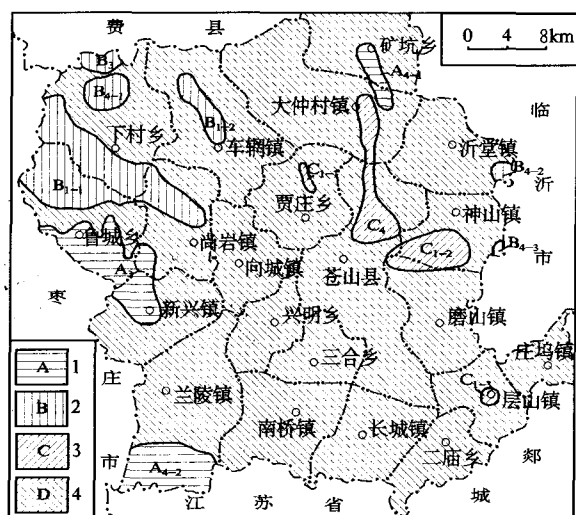 费 县
矿坑乡
0 4 8km
B₃
A₄₋₁
B₄₋₁
大仲村镇
临
B₁₋₂
下村乡
车辋镇
沂堂镇
C₁₋₁
B₄₋₂
沂
B₁₋₁
贾庄乡
神山镇
C₄
鲁城乡
尚岩镇
C₁₋₂
B₄₋₃
市
向城镇
苍山县
枣
新兴镇
兴明乡
磨山镇
庄坞镇
A 1
庄
三合乡
B 2
兰陵镇
层山镇
C 3
南桥镇
长城镇
二庙乡
郯
市
A₄₋₂
D 4
江 苏 省
城